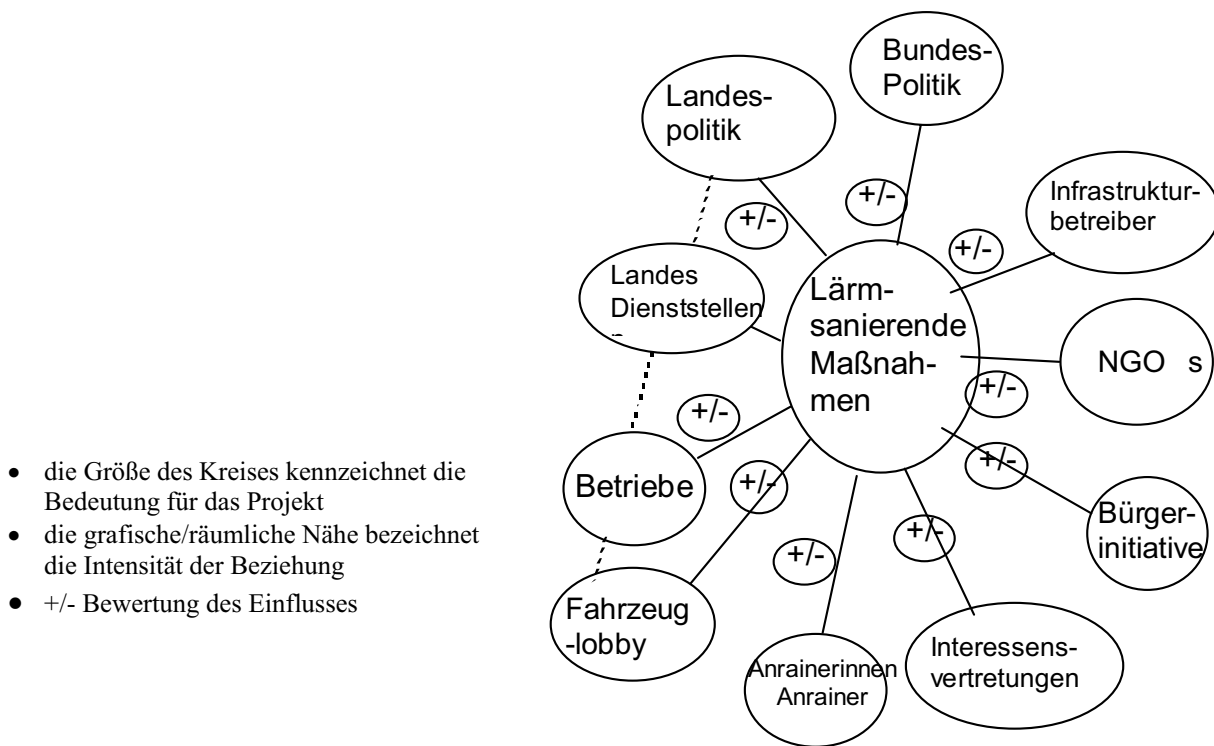 Bundes-
Politik
Landes-
politik
Infrastruktur-
betreiber
+/-
+/-
+/-
Landes
Dienststellen
Lärm-
sanierende
Maßnah-
men
NGO s
+/-
+/-
Betriebe
+/-
+/-
Bürger-
initiative
+/-
+/-
Fahrzeug
-lobby
Anrainerinnen
Anrainer
Interessens-
vertretungen
• die Größe des Kreises kennzeichnet die
Bedeutung für das Projekt
• die grafische/räumliche Nähe bezeichnet
die Intensität der Beziehung
• +/- Bewertung des Einflusses